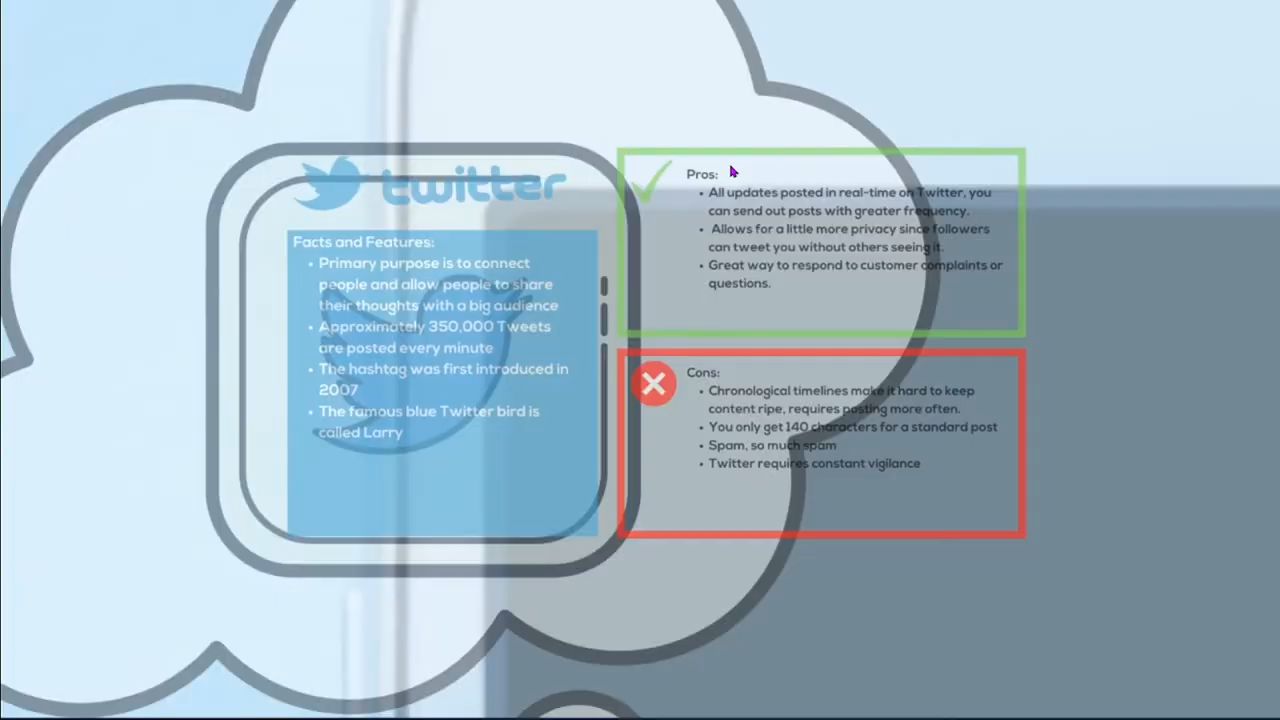 twitter
Facts and Features:
• Primary purpose is to connect
people and allow people to share
their thoughts with a big audience
• Approximately 350,000 Tweets
are posted every minute
• The hashtag was first introduced in
2007
• The famous blue Twitter bird is
called Larry
Pros:
• All updates posted in real-time on Twitter, you
can send out posts with greater frequency.
• Allows for a little more privacy since followers
can tweet you without others seeing it.
• Great way to respond to customer complaints or
questions.
Cons:
• Chronological timelines make it hard to keep
content ripe, requires posting more often.
• You only get 140 characters for a standard post
• Spam, so much spam
• Twitter requires constant vigilance